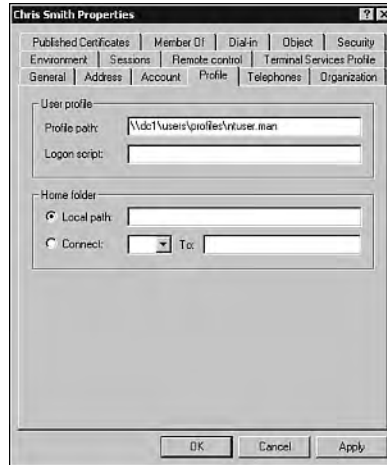 Chris Smith Properties
Published Certificates Member Of Dial-in Object Security
Environment Sessions Remote control Terminal Services Profile
General Address Account Profile Telephones Organization
User profile
Profile path: \\dc1\users\profiles\ntuser.man
Logon script:
Home folder
Local path:
Connect: To:
OK Cancel Apply